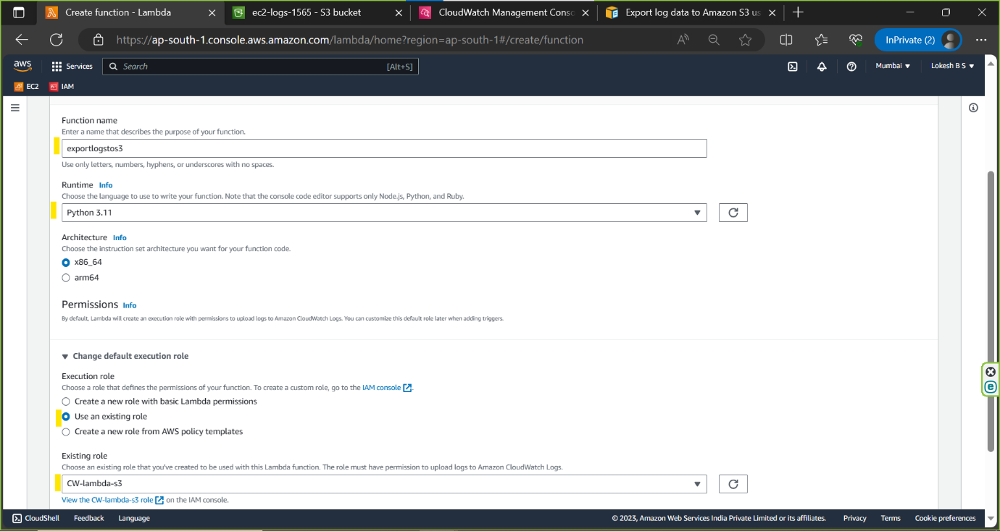 Create function - Lambda
ec2-logs-1565 - S3 bucket
CloudWatch Management Consc
Export log data to Amazon S3 us
https://ap-south-1.console.aws.amazon.com/lambda/home?region=ap-south-1#/create/function
InPrivate (2)
aws
Services
Search
[Alt+S]
Mumbai
Lokesh B S
EC2
IAM
Function name
Enter a name that describes the purpose of your function.
exportlogstos3
Use only letters, numbers, hyphens, or underscores with no spaces.
Runtime Info
Choose the language to use to write your function. Note that the console code editor supports only Node.js, Python, and Ruby.
Python 3.11
Architecture Info
Choose the instruction set architecture you want for your function code.
x86_64
arm64
Permissions Info
By default, Lambda will create an execution role with permissions to upload logs to Amazon CloudWatch Logs. You can customize this default role later when adding triggers.
Change default execution role
Execution role
Choose a role that defines the permissions of your function. To create a custom role, go to the IAM console.
Create a new role with basic Lambda permissions
Use an existing role
Create a new role from AWS policy templates
Existing role
Choose an existing role that you've created to be used with this Lambda function. The role must have permission to upload logs to Amazon CloudWatch Logs.
CW-lambda-s3
View the CW-lambda-s3 role on the IAM console.
CloudShell
Feedback
Language
© 2023, Amazon Web Services India Private Limited or its affiliates.
Privacy
Terms
Cookie preferences